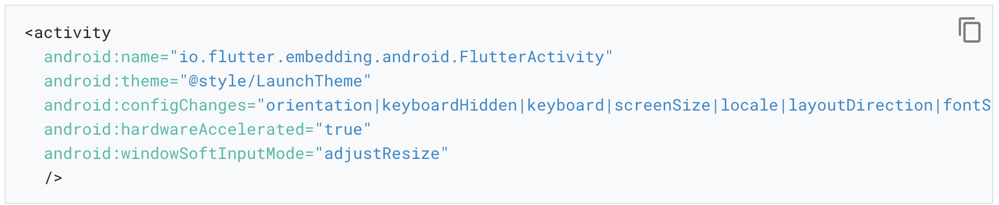 <activity
android:name="io.flutter.embedding.android.FlutterActivity"
android:theme="@style/LaunchTheme"
android:configChanges="orientation|keyboardHidden|keyboard|screenSize|locale|layoutDirection|fontS
android:hardwareAccelerated="true"
android:windowSoftInputMode="adjustResize"
/>